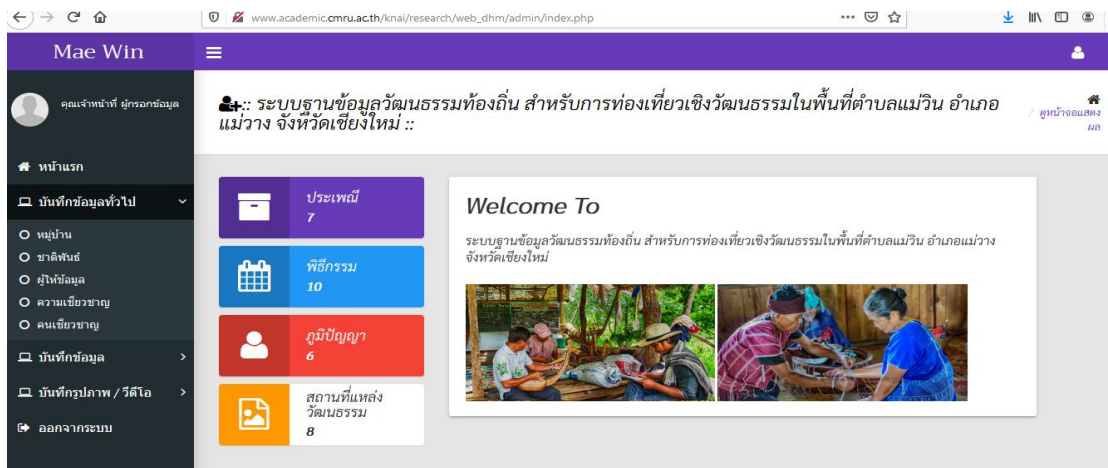 www.academic.cmru.ac.th/knai/research/web_dhm/admin/index.php
Mae Win
คุณเจ้าหน้าที่ ผู้กรอกข้อมูล
หน้าแรก
บันทึกข้อมูลทั่วไป
หมู่บ้าน
ชาติพันธ์
ผู้ให้ข้อมูล
ความเชียวชาญ
คนเชียวชาญ
บันทึกข้อมูล
บันทึกรูปภาพ / วีดีโอ
ออกจากระบบ
:: ระบบฐานข้อมูลวัฒนธรรมท้องถิ่น สำหรับการท่องเที่ยวเชิงวัฒนธรรมในพื้นที่ตำบลแม่วิน อำเภอ
แม่วาง จังหวัดเชียงใหม่ ::
/ ดูหน้าจอแสดง
ผล
ประเพณี
7
พิธีกรรม
10
ภูมิปัญญา
6
สถานที่แหล่ง
วัฒนธรรม
8
Welcome To
ระบบฐานข้อมูลวัฒนธรรมท้องถิ่น สำหรับการท่องเที่ยวเชิงวัฒนธรรมในพื้นที่ตำบลแม่วิน อำเภอแม่วาง
จังหวัดเชียงใหม่